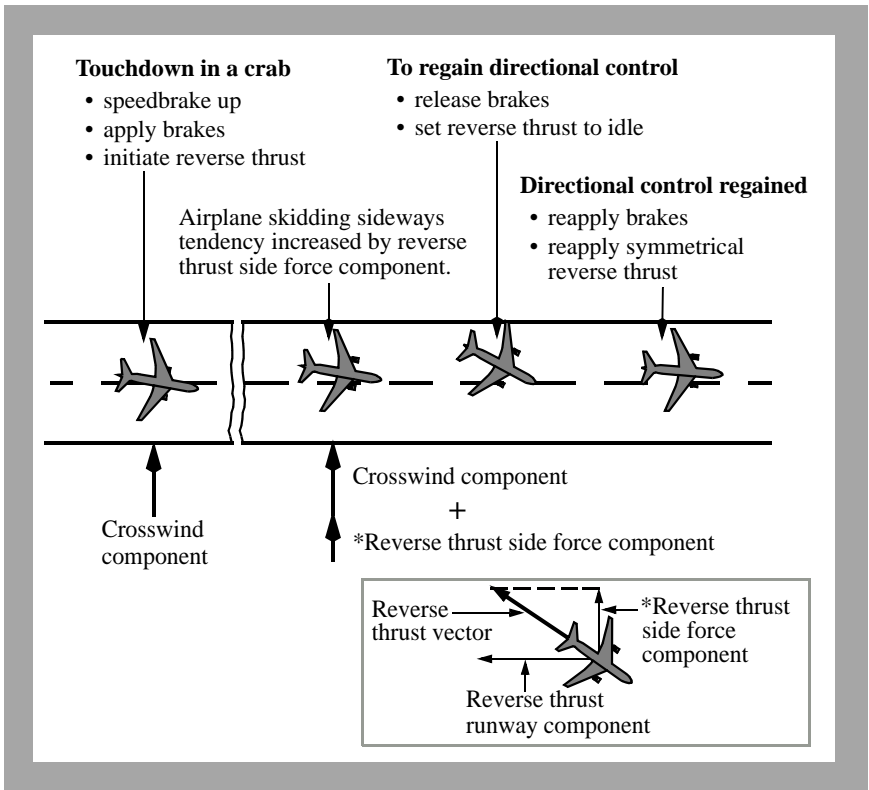 Touchdown in a crab
• speedbrake up
• apply brakes
• initiate reverse thrust
To regain directional control
• release brakes
• set reverse thrust to idle
Directional control regained
• reapply brakes
• reapply symmetrical
reverse thrust
Airplane skidding sideways
tendency increased by reverse
thrust side force component.
Crosswind
component
Crosswind component
+
*Reverse thrust side force component
Reverse
thrust vector
*Reverse thrust
side force
component
Reverse thrust
runway component